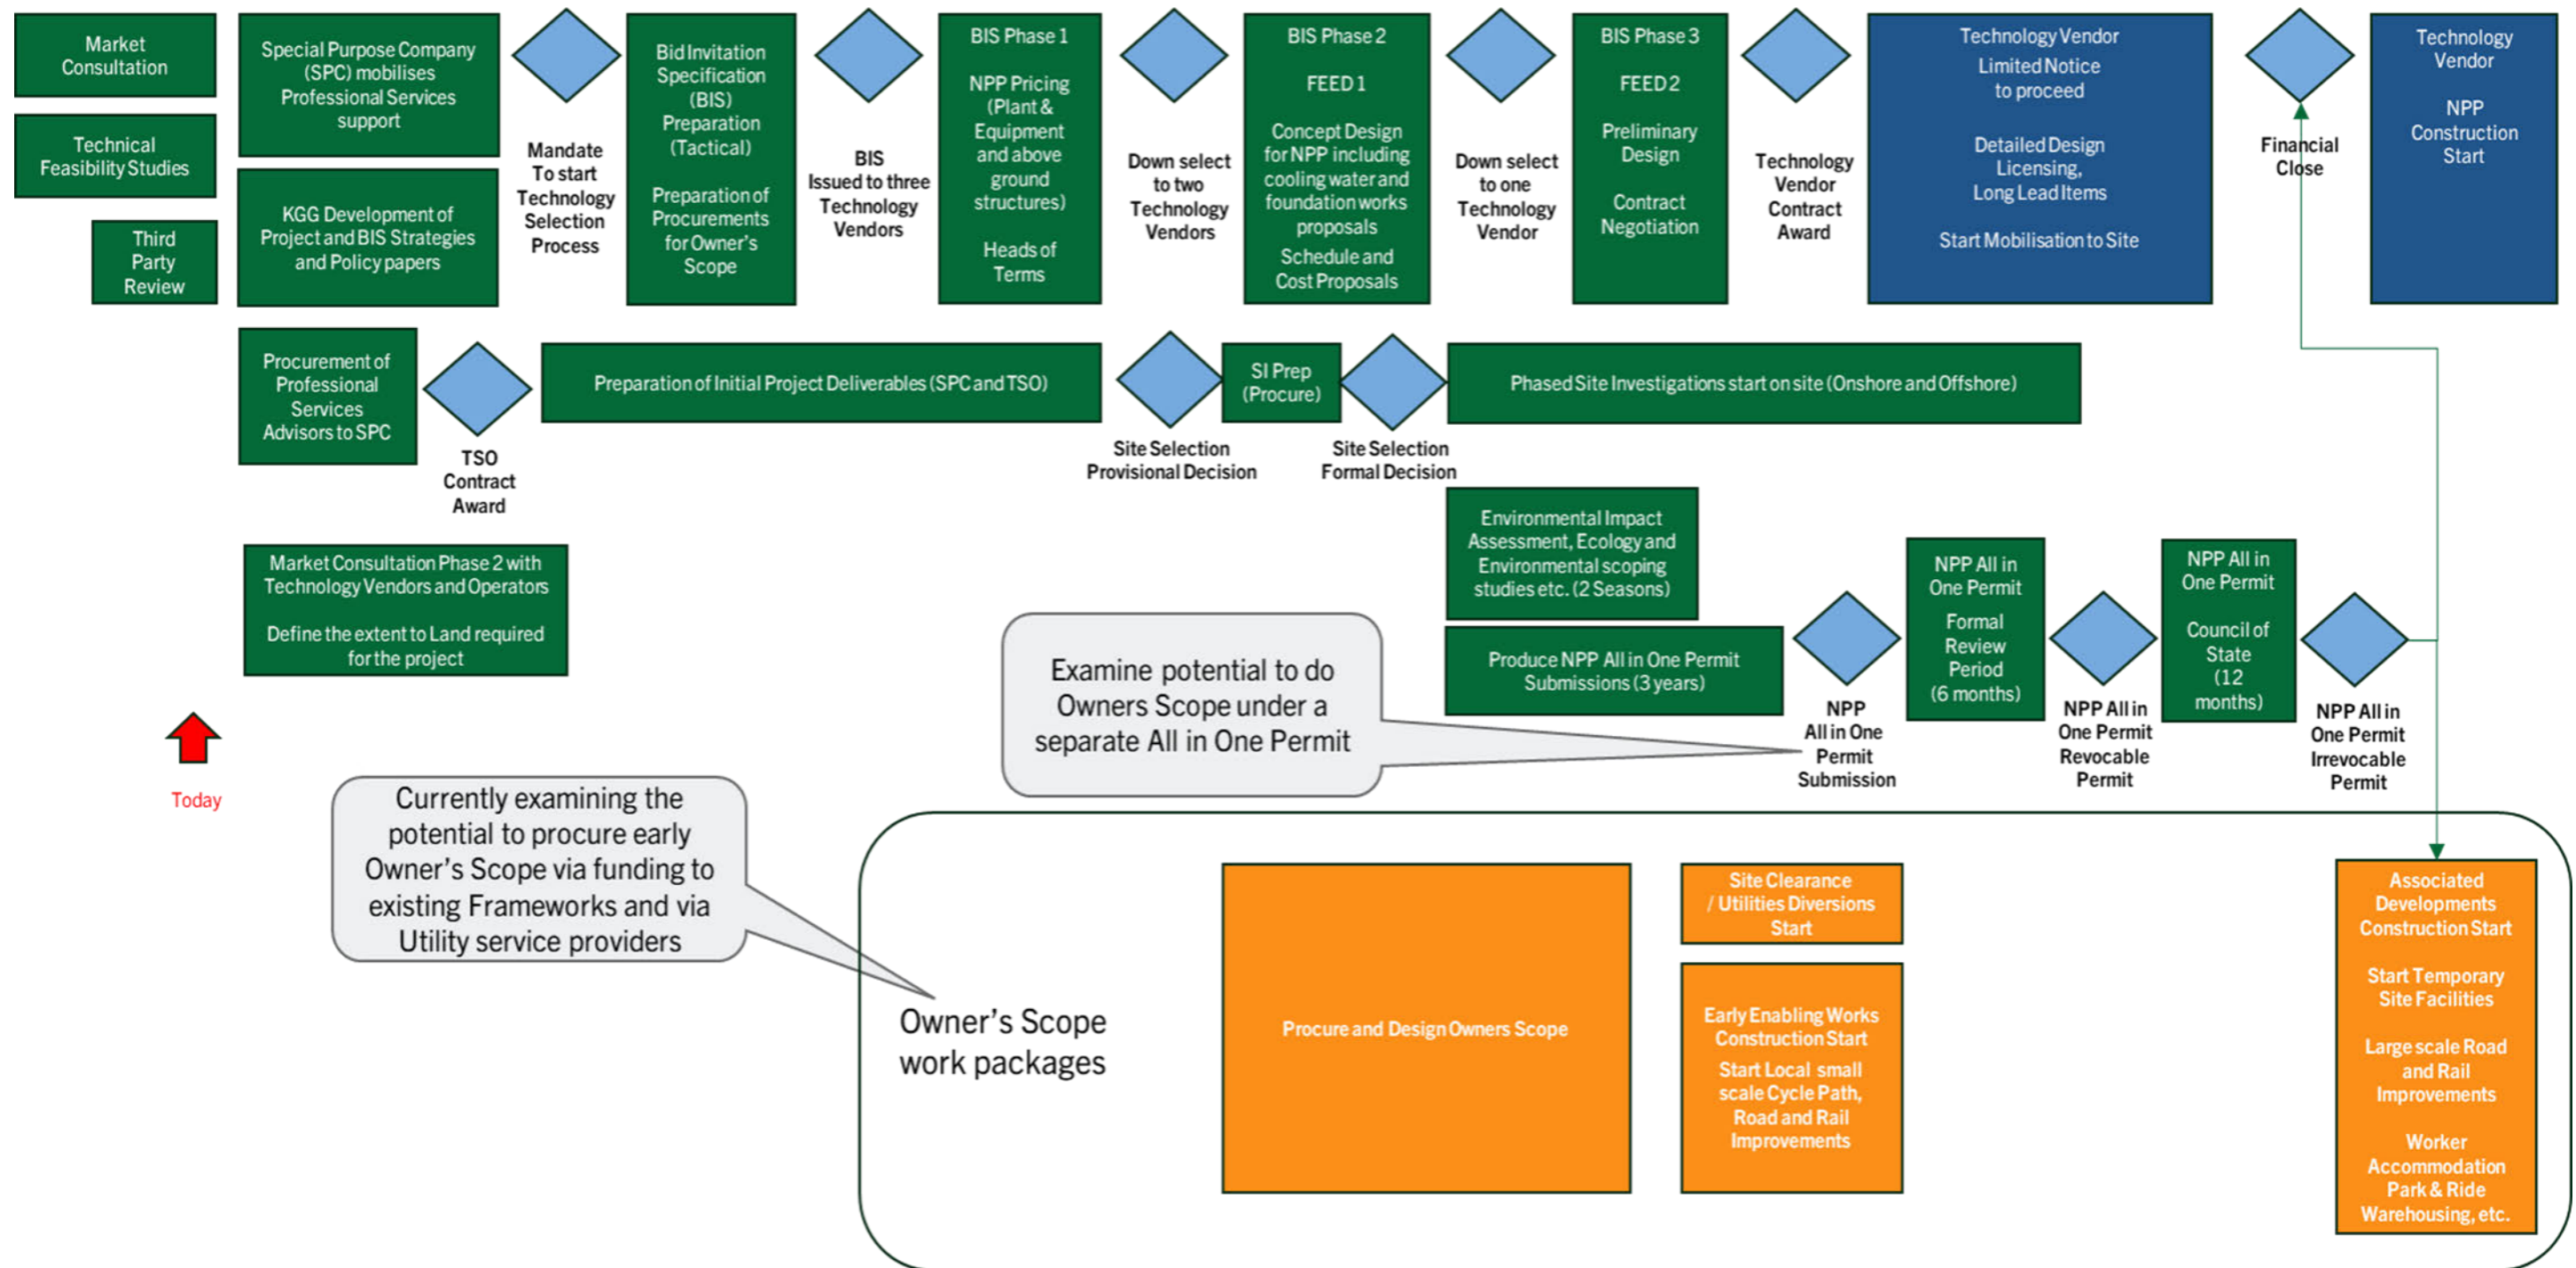 Market
Consultation
Technical
Feasibility Studies
Third
Party
Review
Special Purpose Company
(SPC) mobilises
Professional Services
support
KGG Development of
Project and BIS Strategies
and Policy papers
Mandate
To start
Technology
Selection
Process
Bid Invitation
Specification
(BIS)
Preparation
(Tactical)
Preparation of
Procurements
for Owner's
Scope
BIS
Issued to three
Technology
Vendors
BIS Phase 1
NPP Pricing
(Plant &
Equipment
and above
ground
structures)
Heads of
Terms
Down select
to two
Technology
Vendors
BIS Phase 2
FEED 1
Concept Design
for NPP including
cooling water and
foundation works
proposals
Schedule and
Cost Proposals
Down select
to one
Technology
Vendor
BIS Phase 3
FEED 2
Preliminary
Design
Contract
Negotiation
Technology
Vendor
Contract
Award
Technology Vendor
Limited Notice
to proceed
Detailed Design
Licensing,
Long Lead Items
Start Mobilisation to Site
Financial
Close
Technology
Vendor
NPP
Construction
Start
Procurement of
Professional
Services
Advisors to SPC
TSO
Contract
Award
Preparation of Initial Project Deliverables (SPC and TSO)
Site Selection
Provisional Decision
SI Prep
(Procure)
Site Selection
Formal Decision
Phased Site Investigations start on site (Onshore and Offshore)
Market Consultation Phase 2 with
Technology Vendors and Operators
Define the extent to Land required
for the project
Environmental Impact
Assessment, Ecology and
Environmental scoping
studies etc. (2 Seasons)
Produce NPP All in One Permit
Submissions (3 years)
NPP
All in One
Permit
Submission
NPP All in
One Permit
Formal
Review
Period
(6 months)
NPP All in
One Permit
Revocable
Permit
NPP All in
One Permit
Council of
State
(12
months)
NPP All in
One Permit
Irrevocable
Permit
Examine potential to do
Owners Scope under a
separate All in One Permit
Today
Currently examining the
potential to procure early
Owner's Scope via funding to
existing Frameworks and via
Utility service providers
Owner's Scope
work packages
Procure and Design Owners Scope
Site Clearance
/ Utilities Diversions
Start
Early Enabling Works
Construction Start
Start Local small
scale Cycle Path,
Road and Rail
Improvements
Associated
Developments
Construction Start
Start Temporary
Site Facilities
Large scale Road
and Rail
Improvements
Worker
Accommodation
Park & Ride
Warehousing, etc.